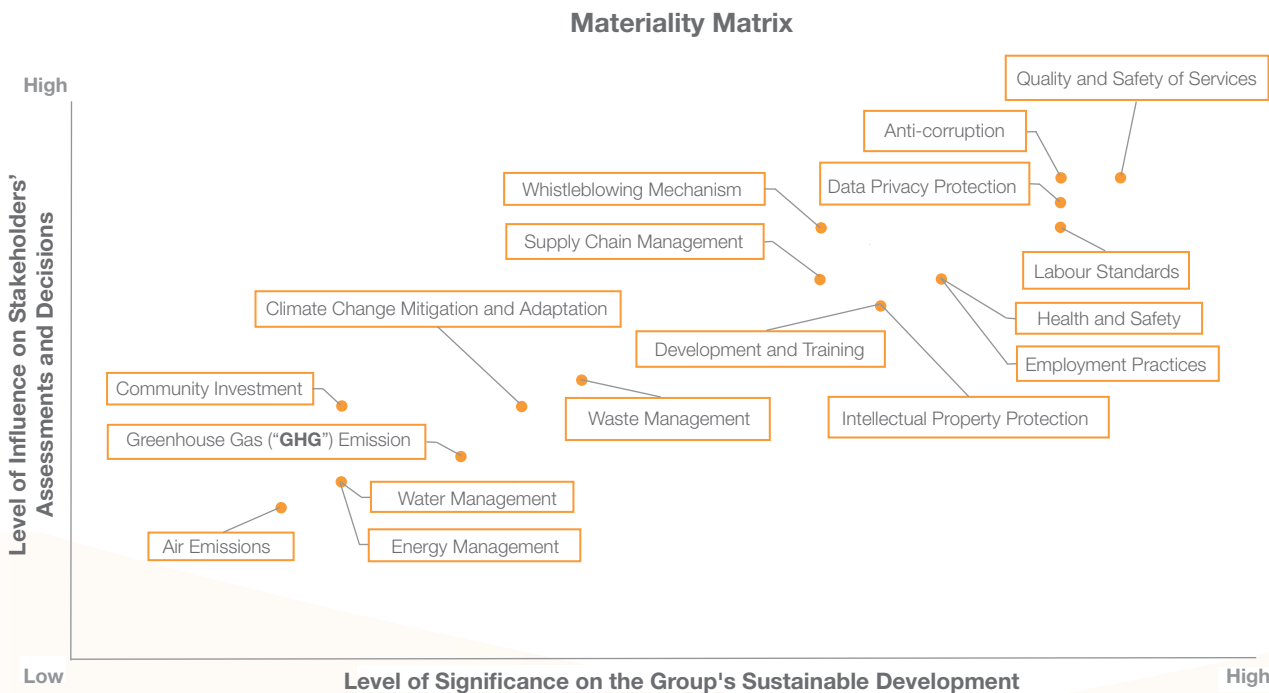 Materiality Matrix
High
Quality and Safety of Services
Anti-corruption
Whistleblowing Mechanism
Data Privacy Protection
Supply Chain Management
Labour Standards
Climate Change Mitigation and Adaptation
Health and Safety
Development and Training
Employment Practices
Community Investment
Waste Management
Intellectual Property Protection
Greenhouse Gas (“GHG”) Emission
Water Management
Air Emissions
Energy Management
Level of Influence on Stakeholders’
Assessments and Decisions
Low
Level of Significance on the Group's Sustainable Development
High